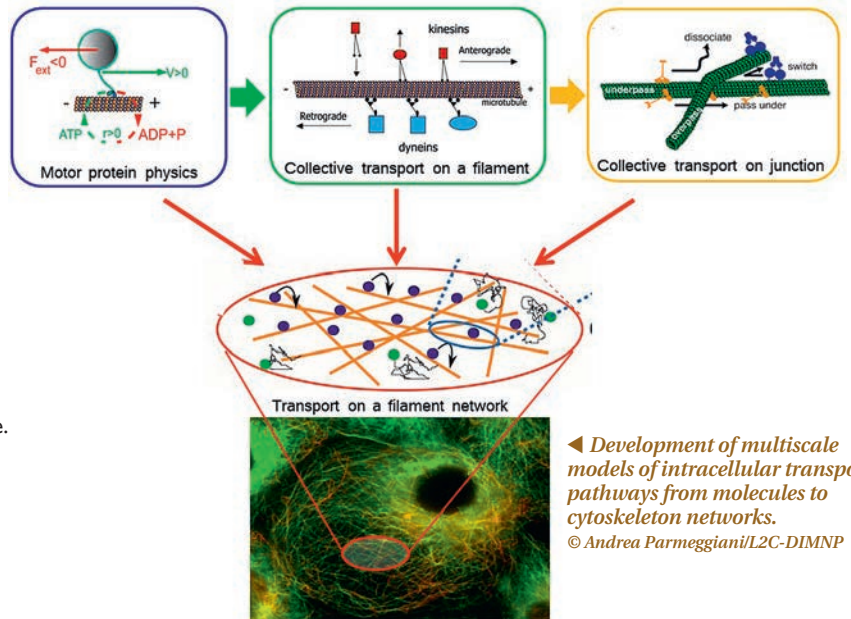 F ext <0
V>0
- +
ATP r>0 ADP+P
Motor protein physics
kinesins
Anterograde
- +
microtubule
Retrograde
dyneins
Collective transport on a filament
dissociate
switch
underpass
pass under
overpass
Collective transport on junction
Transport on a filament network
e.
◀ Development of multiscale
models of intracellular transpo
pathways from molecules to
cytoskeleton networks.
© Andrea Parmeggiani/L2C-DIMNP